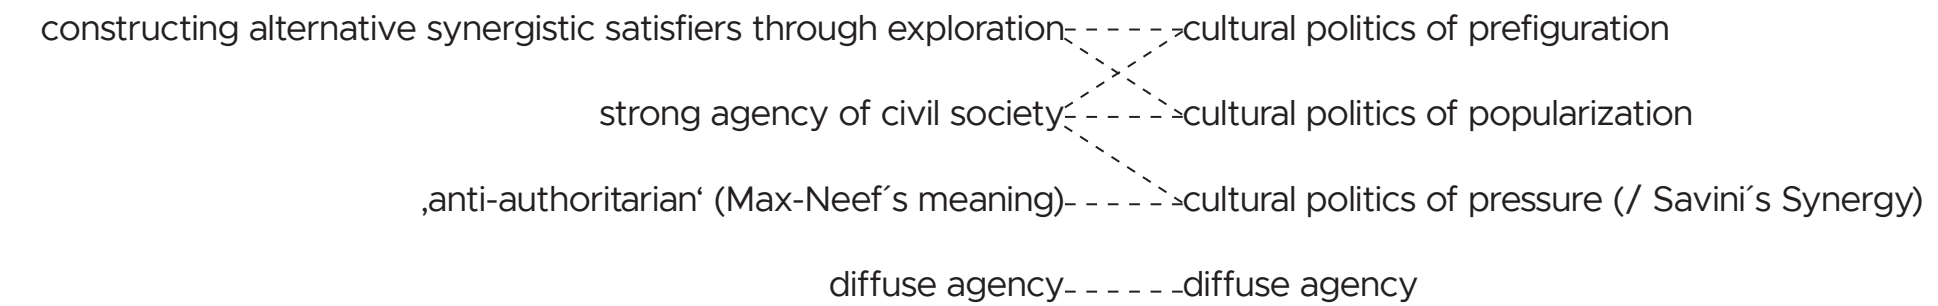 constructing alternative synergistic satisfiers through exploration cultural politics of prefiguration
strong agency of civil society cultural politics of popularization
‚anti-authoritarian‘ (Max-Neef´s meaning) cultural politics of pressure (/ Savini´s Synergy)
diffuse agency diffuse agency